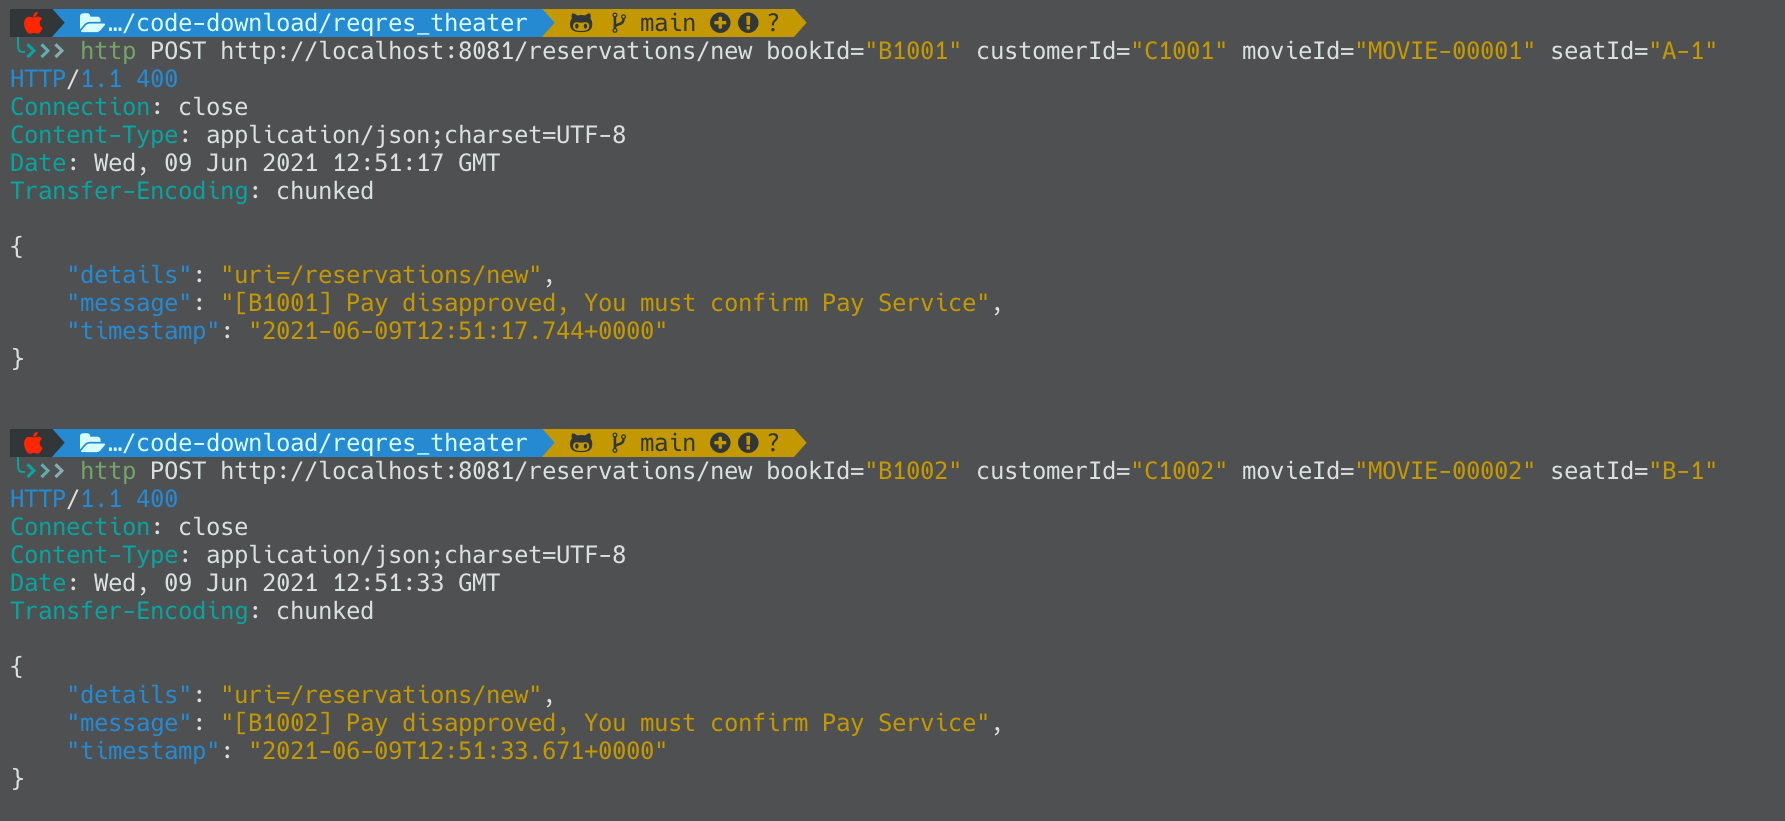 …/code-download/reqres_theater main ?
>>> http POST http://localhost:8081/reservations/new bookId="B1001" customerId="C1001" movieId="MOVIE-00001" seatId="A-1"
HTTP/1.1 400
Connection: close
Content-Type: application/json;charset=UTF-8
Date: Wed, 09 Jun 2021 12:51:17 GMT
Transfer-Encoding: chunked
{
"details": "uri=/reservations/new",
"message": "[B1001] Pay disapproved, You must confirm Pay Service",
"timestamp": "2021-06-09T12:51:17.744+0000"
}
…/code-download/reqres_theater main ?
>>> http POST http://localhost:8081/reservations/new bookId="B1002" customerId="C1002" movieId="MOVIE-00002" seatId="B-1"
HTTP/1.1 400
Connection: close
Content-Type: application/json;charset=UTF-8
Date: Wed, 09 Jun 2021 12:51:33 GMT
Transfer-Encoding: chunked
{
"details": "uri=/reservations/new",
"message": "[B1002] Pay disapproved, You must confirm Pay Service",
"timestamp": "2021-06-09T12:51:33.671+0000"
}